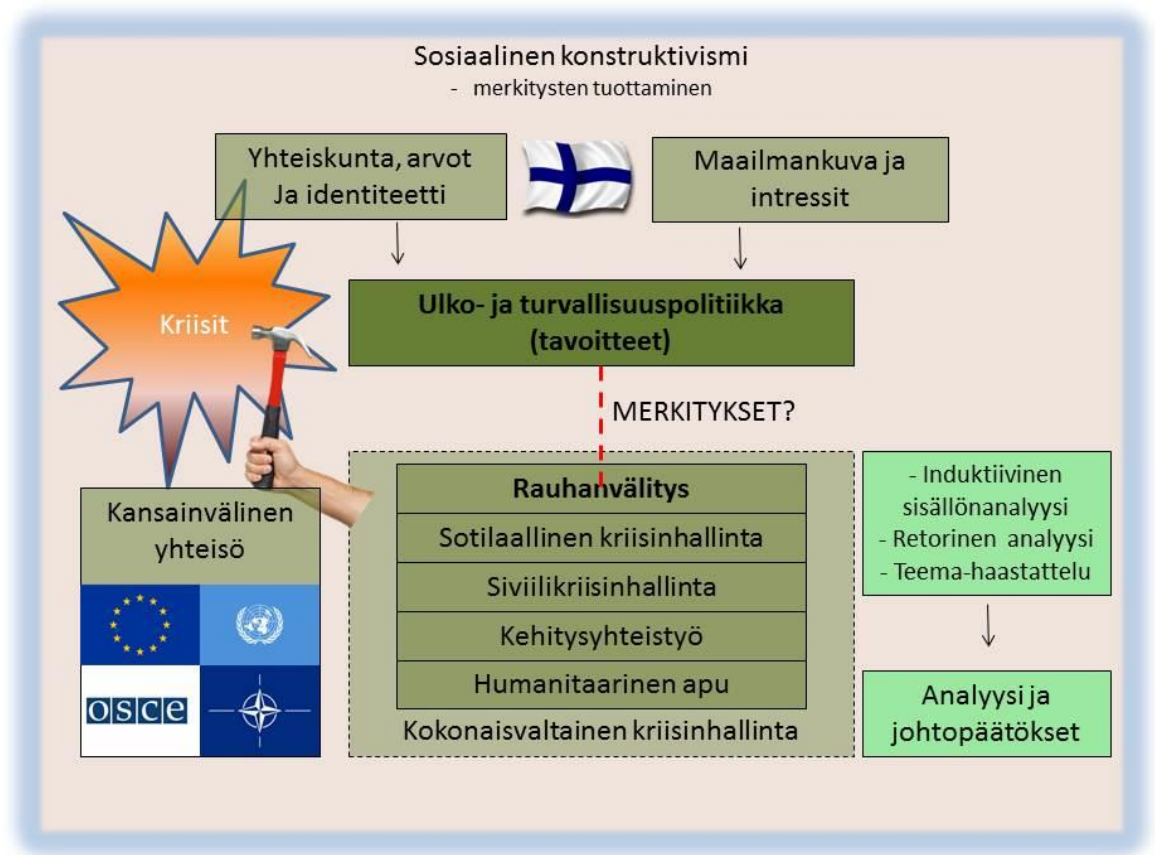 Sosiaalinen konstruktivismi
- merkitysten tuottaminen
Yhteiskunta, arvot
Ja identiteetti
Maailmankuva ja
intressit
Kriisit
Ulko- ja turvallisuuspolitiikka
(tavoitteet)
MERKITYKSET?
Kansainvälinen
yhteisö
OSCE
Rauhanvälitys
Sotilaallinen kriisinhallinta
Siviilikriisinhallinta
Kehitysyhteistyö
Humanitaarinen apu
Kokonaisvaltainen kriisinhallinta
- Induktiivinen
sisällönanalyysi
- Retorinen analyysi
- Teema-haastattelu
Analyysi ja
johtopäätökset